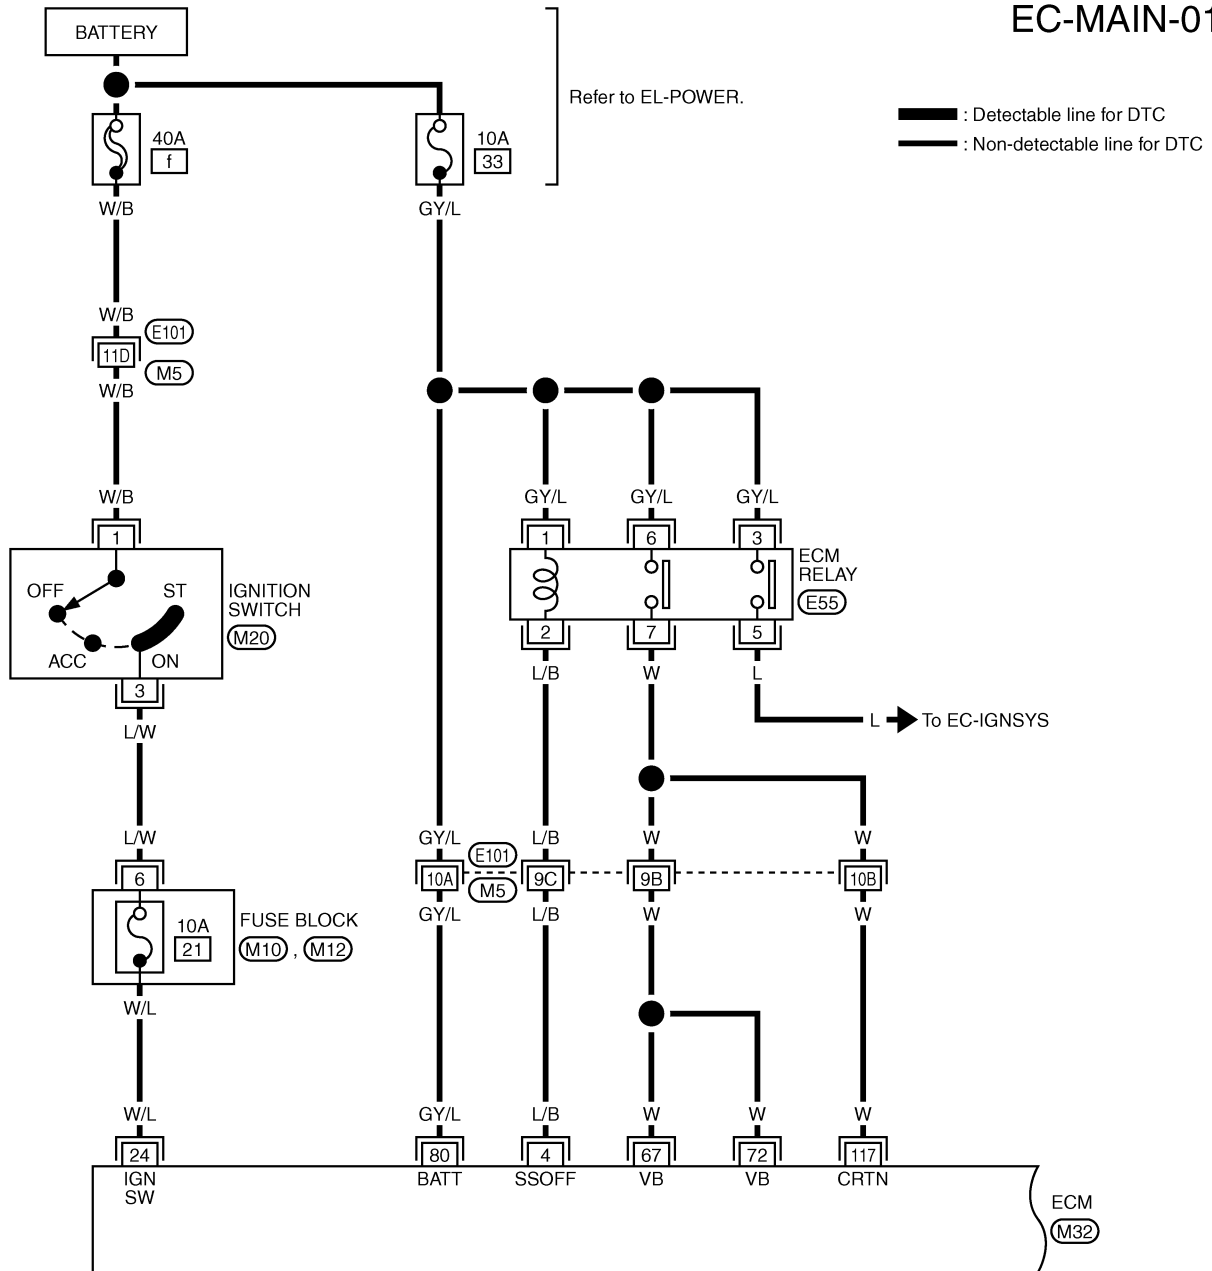 EC-MAIN-01
BATTERY
Refer to EL-POWER.
: Detectable line for DTC
: Non-detectable line for DTC
40A
f
10A
33
W/B
GY/L
W/B
E101
11D
M5
W/B
W/B
GY/L
GY/L
GY/L
1
1
6
3
OFF
ST
ACC
ON
IGNITION
SWITCH
M20
ECM
RELAY
E55
3
2
7
5
L/W
L/B
W
L
L
To EC-IGNSYS
L/W
GY/L
L/B
W
W
E101
6
10A
9C
9B
10B
M5
GY/L
L/B
W
W
10A
21
FUSE BLOCK
M10 , M12
W/L
W/L
GY/L
L/B
W
W
W
24
80
4
67
72
117
IGN
SW
BATT
SSOFF
VB
VB
CRTN
ECM
M32